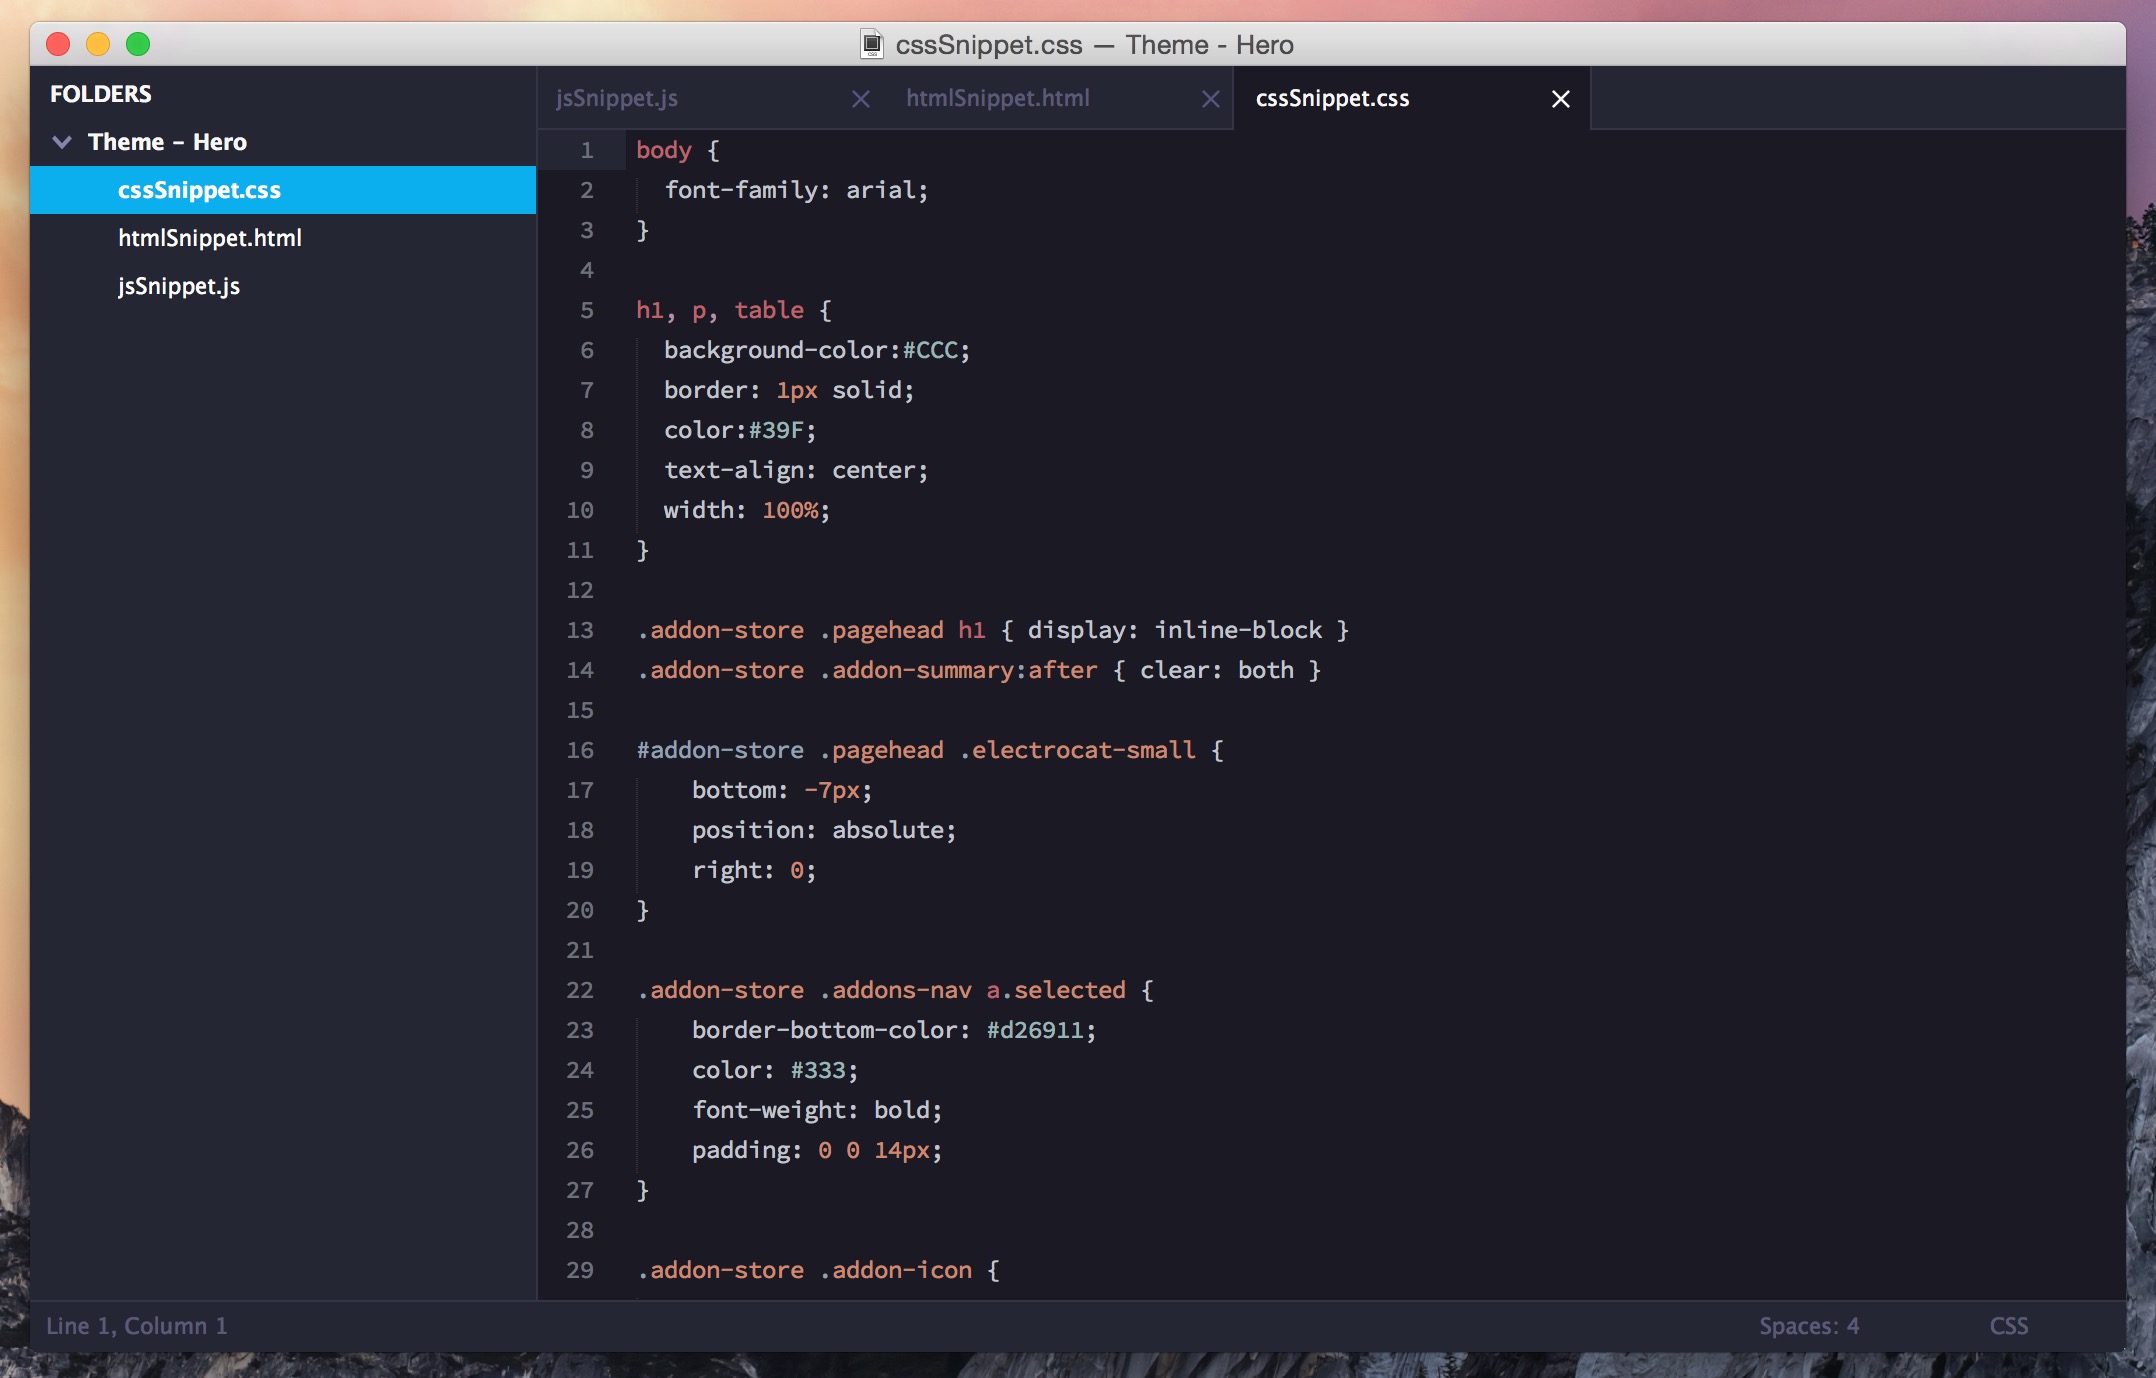 cssSnippet.css — Theme - Hero
FOLDERS
Theme - Hero
cssSnippet.css
htmlSnippet.html
jsSnippet.js
jsSnippet.js htmlSnippet.html cssSnippet.css
1 body {
2   font-family: arial;
3 }
4
5 h1, p, table {
6   background-color:#CCC;
7   border: 1px solid;
8   color:#39F;
9   text-align: center;
10   width: 100%;
11 }
12
13 .addon-store .pagehead h1 { display: inline-block }
14 .addon-store .addon-summary:after { clear: both }
15
16 #addon-store .pagehead .electrocat-small {
17     bottom: -7px;
18     position: absolute;
19     right: 0;
20 }
21
22 .addon-store .addons-nav a.selected {
23     border-bottom-color: #d26911;
24     color: #333;
25     font-weight: bold;
26     padding: 0 0 14px;
27 }
28
29 .addon-store .addon-icon {
Line 1, Column 1 Spaces: 4 CSS